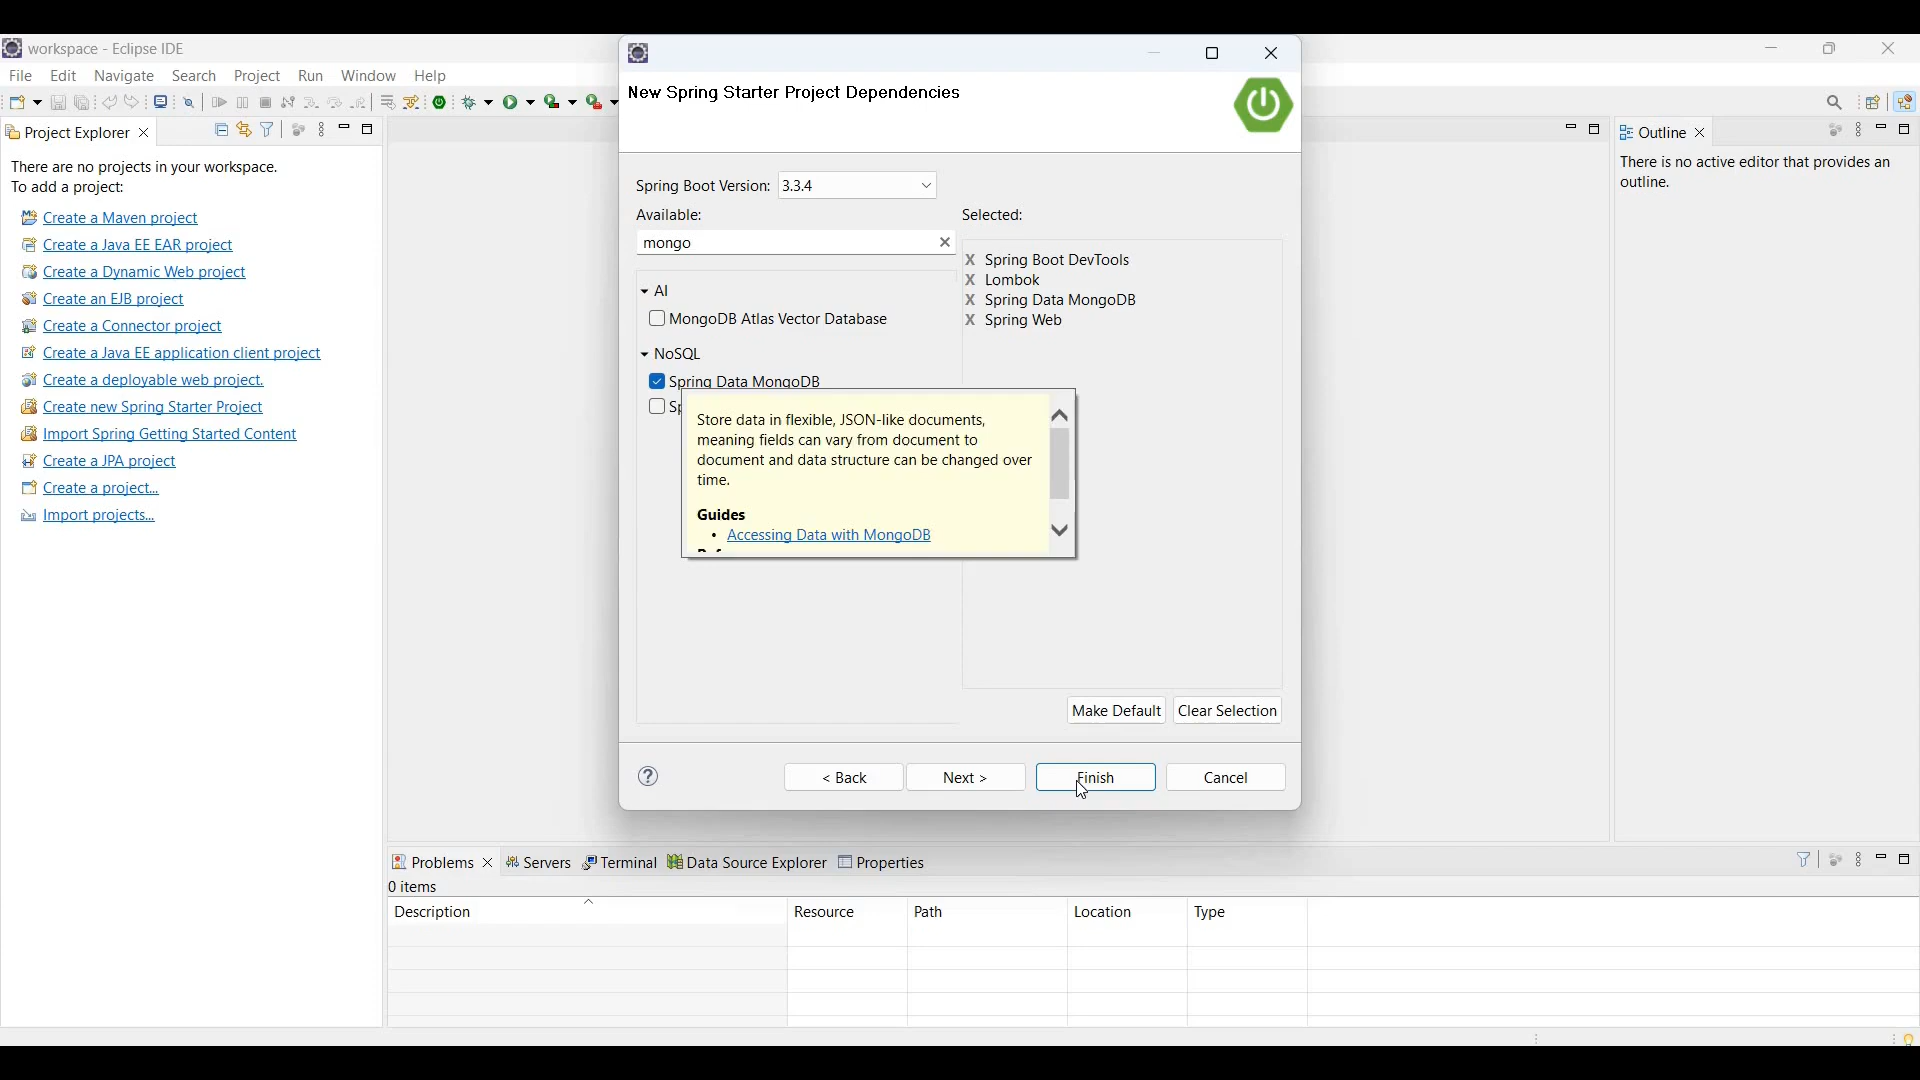 workspace - Eclipse IDE
File Edit Navigate Search Project Run Window Help
Project Explorer
There are no projects in your workspace.
To add a project:
Create a Maven project
Create a Java EE EAR project
Create a Dynamic Web project
Create an EJB project
Create a Connector project
Create a Java EE application client project
Create a deployable web project.
Create new Spring Starter Project
Import Spring Getting Started Content
Create a JPA project
Create a project...
Import projects...
New Spring Starter Project Dependencies
Spring Boot Version: 3.3.4
Available:
mongo
AI
MongoDB Atlas Vector Database
NoSQL
Spring Data MongoDB
Store data in flexible, JSON-like documents,
meaning fields can vary from document to
document and data structure can be changed over
time.
Guides
• Accessing Data with MongoDB
Selected:
X Spring Boot DevTools
X Lombok
X Spring Data MongoDB
X Spring Web
Make Default Clear Selection
? < Back Next > Finish Cancel
Outline
There is no active editor that provides an
outline.
Problems Servers Terminal Data Source Explorer Properties
0 items
Description Resource Path Location Type